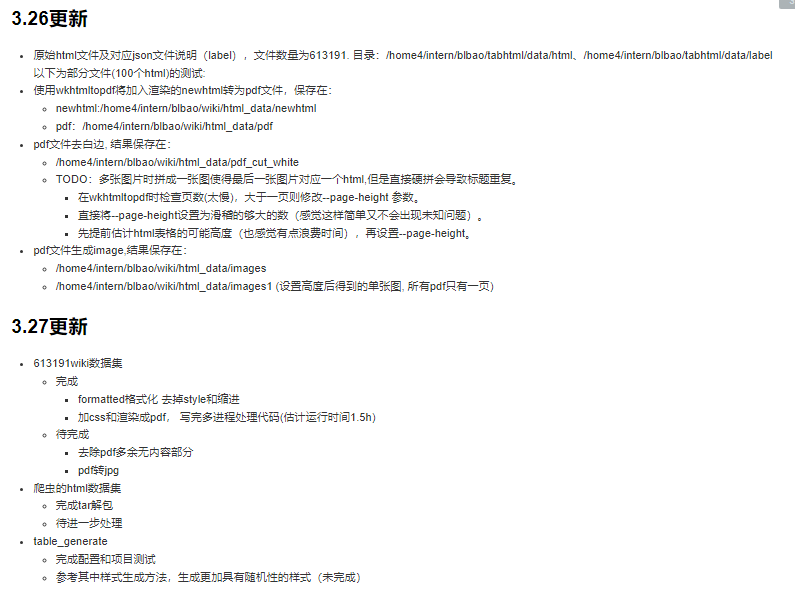 3.26更新
原始html文件及对应json文件说明（label），文件数量为613191. 目录：/home4/intern/blbao/tabhtml/data/html、/home4/intern/blbao/tabhtml/data/label
以下为部分文件(100个html)的测试:
使用wkhtmltopdf将加入渲染的newhtml转为pdf文件，保存在：
newhtml:/home4/intern/blbao/wiki/html_data/newhtml
pdf：/home4/intern/blbao/wiki/html_data/pdf
pdf文件去白边, 结果保存在：
/home4/intern/blbao/wiki/html_data/pdf_cut_white
TODO：多张图片时拼成一张图使得最后一张图片对应一个html,但是直接硬拼会导致标题重复。
在wkhtmltopdf时检查页数(太慢)，大于一页则修改--page-height 参数。
直接将--page-height设置为滑稽的够大的数（感觉这样简单又不会出现未知问题）。
先提前估计html表格的可能高度（也感觉有点浪费时间），再设置--page-height。
pdf文件生成image,结果保存在：
/home4/intern/blbao/wiki/html_data/images
/home4/intern/blbao/wiki/html_data/images1 (设置高度后得到的单张图, 所有pdf只有一页)
3.27更新
613191wiki数据集
完成
formatted格式化 去掉style和缩进
加css和渲染成pdf， 写完多进程处理代码(估计运行时间1.5h)
待完成
去除pdf多余无内容部分
pdf转jpg
爬虫的html数据集
完成tar解包
待进一步处理
table_generate
完成配置和项目测试
参考其中样式生成方法，生成更加具有随机性的样式（未完成）